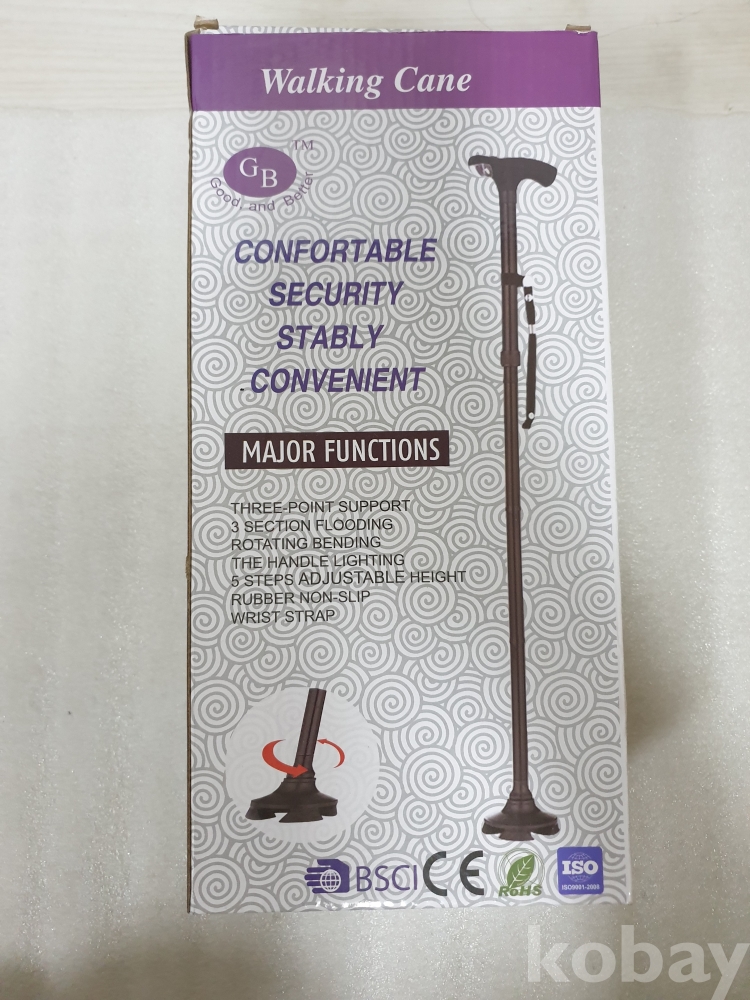 Walking Cane
TM
GB
Good, and Better
CONFORTABLE
SECURITY
STABLY
CONVENIENT
MAJOR FUNCTIONS
THREE-POINT SUPPORT
3 SECTION FLOODING
ROTATING BENDING
THE HANDLE LIGHTING
5 STEPS ADJUSTABLE HEIGHT
RUBBER NON-SLIP
WRIST STRAP
BSCI CE RoHS ISO
ISO9001-2008
kobay